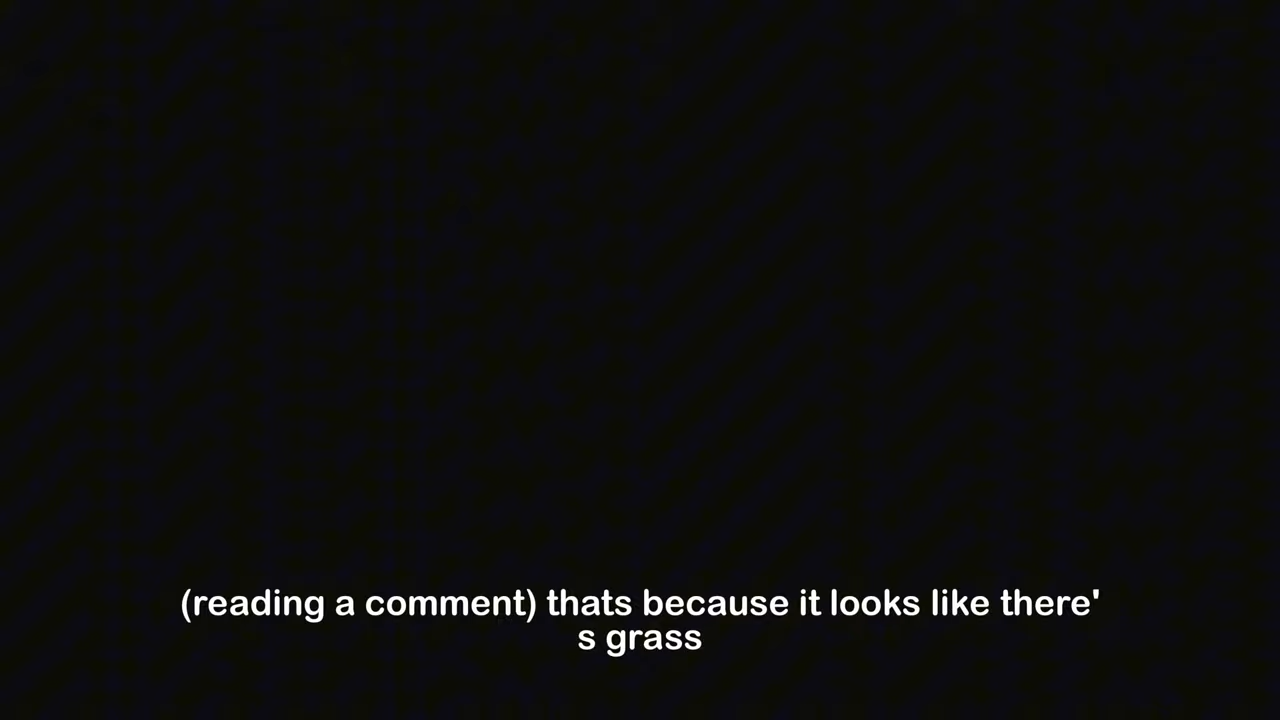 (reading a comment) thats because it looks like there'
s grass